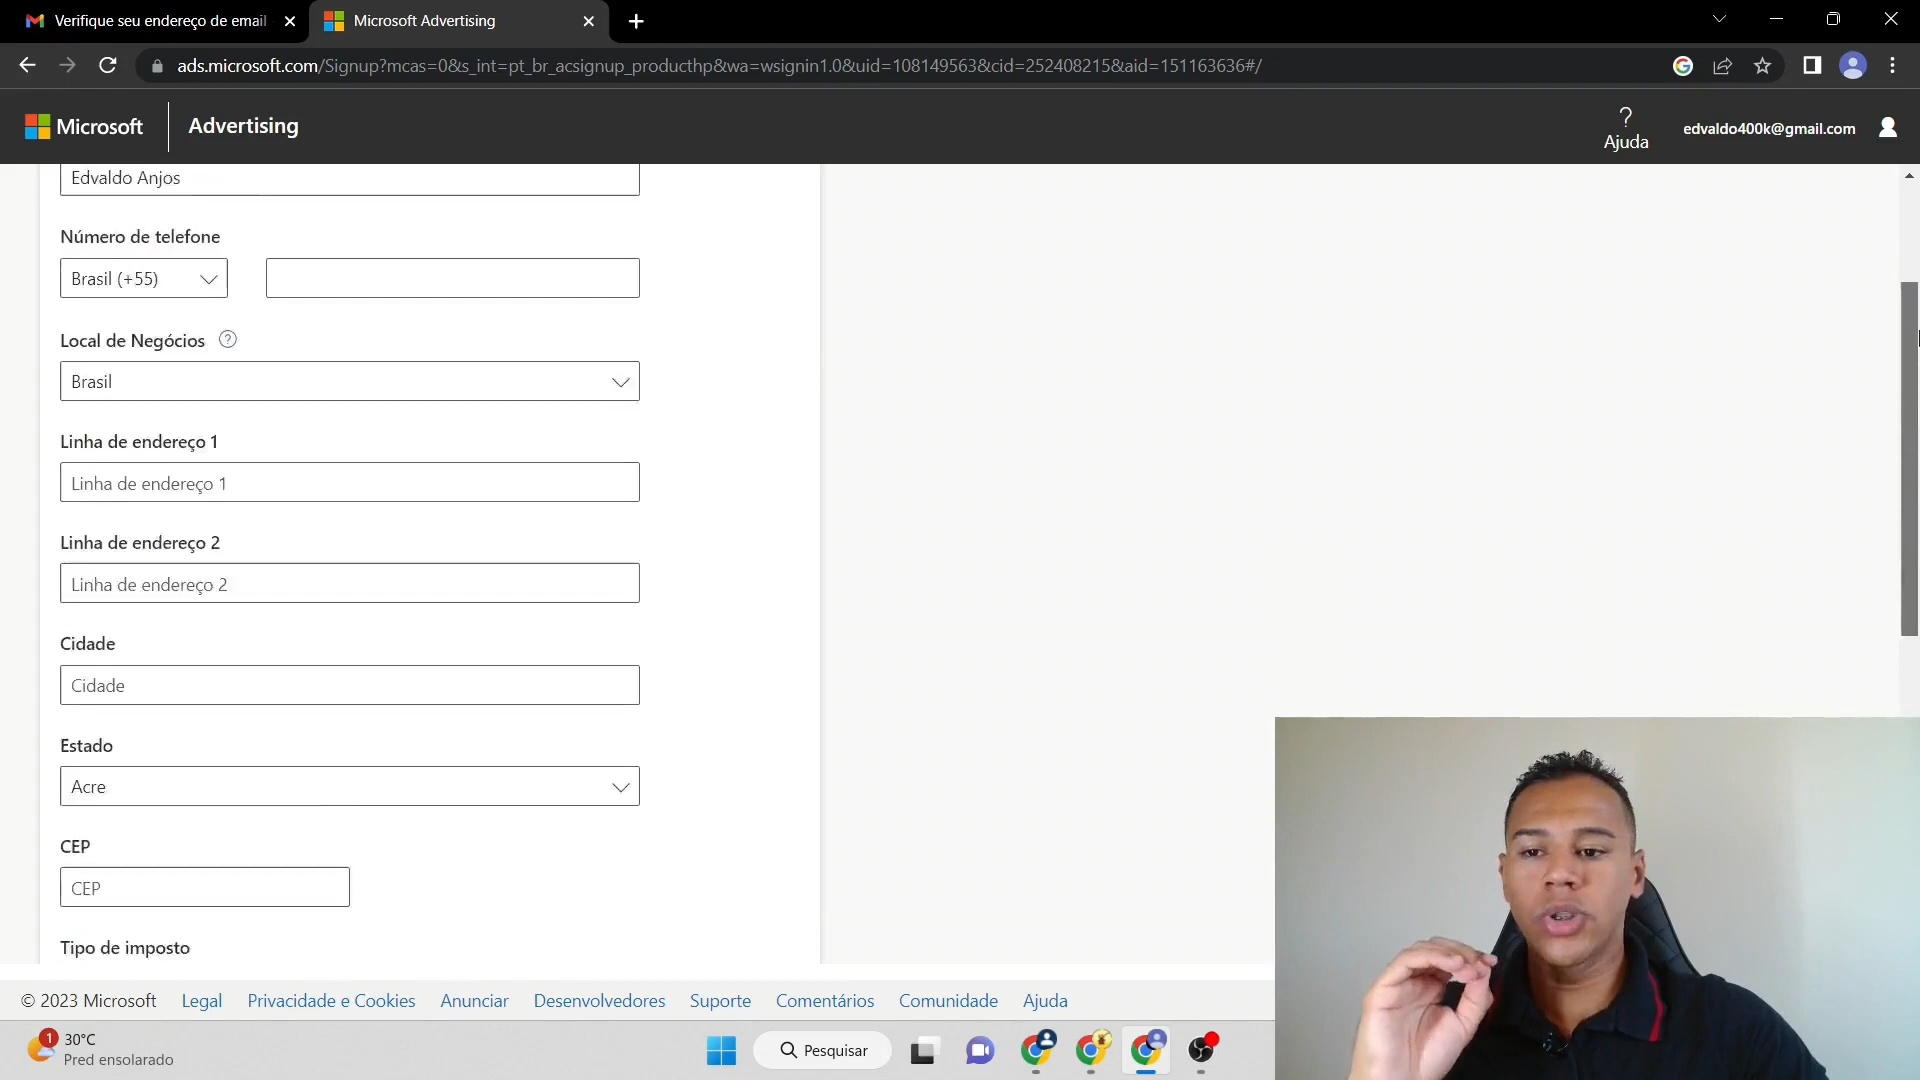 Verifique seu endereço de email
Microsoft Advertising
ads.microsoft.com/Signup?mcas=0&s_int=pt_br_acsignup_producthp&wa=wsignin1.0&uid=108149563&cid=252408215&aid=151163636#/
Microsoft
Advertising
?
Ajuda
edvaldo400k@gmail.com
Edvaldo Anjos
Número de telefone
Brasil (+55)
Local de Negócios ?
Brasil
Linha de endereço 1
Linha de endereço 1
Linha de endereço 2
Linha de endereço 2
Cidade
Cidade
Estado
Acre
CEP
CEP
Tipo de imposto
© 2023 Microsoft Legal Privacidade e Cookies Anunciar Desenvolvedores Suporte Comentários Comunidade Ajuda
1
30°C
Pred ensolarado
Pesquisar